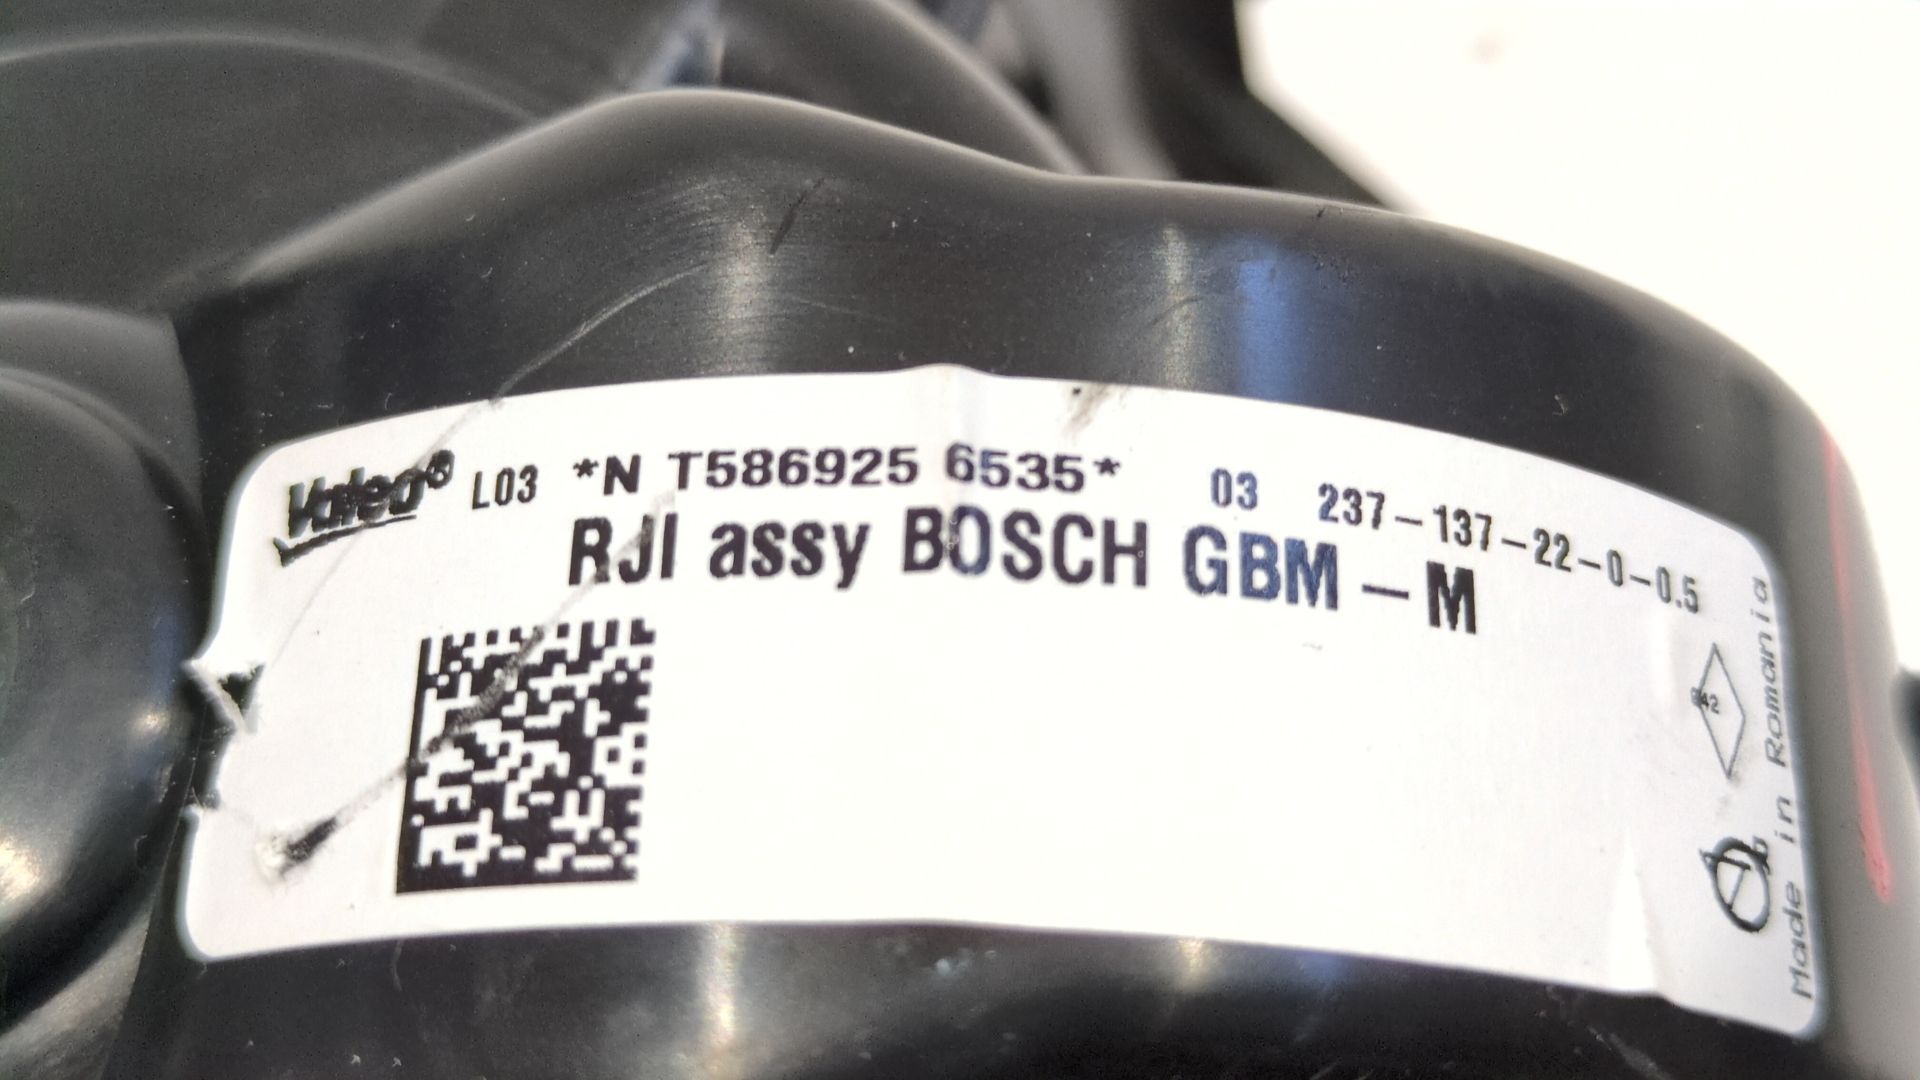 Valeo® L03 *N T586925 6535* 03 237-137-22-0-0.5
RJI assy BOSCH GBM - M
Made in Romania